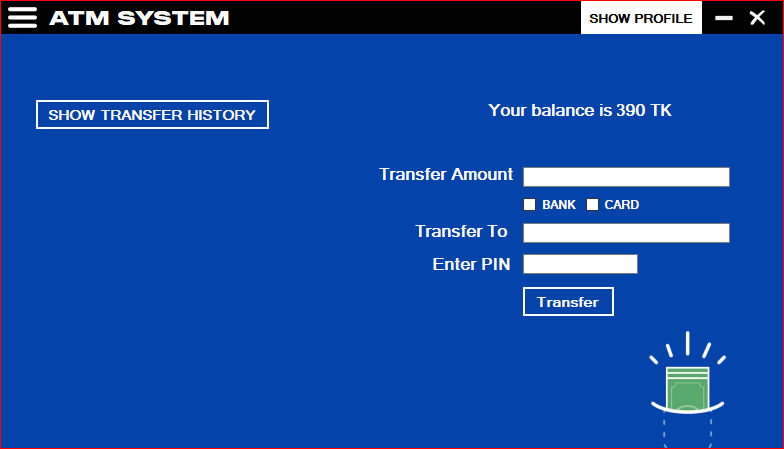 ATM SYSTEM
SHOW PROFILE
SHOW TRANSFER HISTORY
Your balance is 390 TK
Transfer Amount
BANK CARD
Transfer To
Enter PIN
Transfer